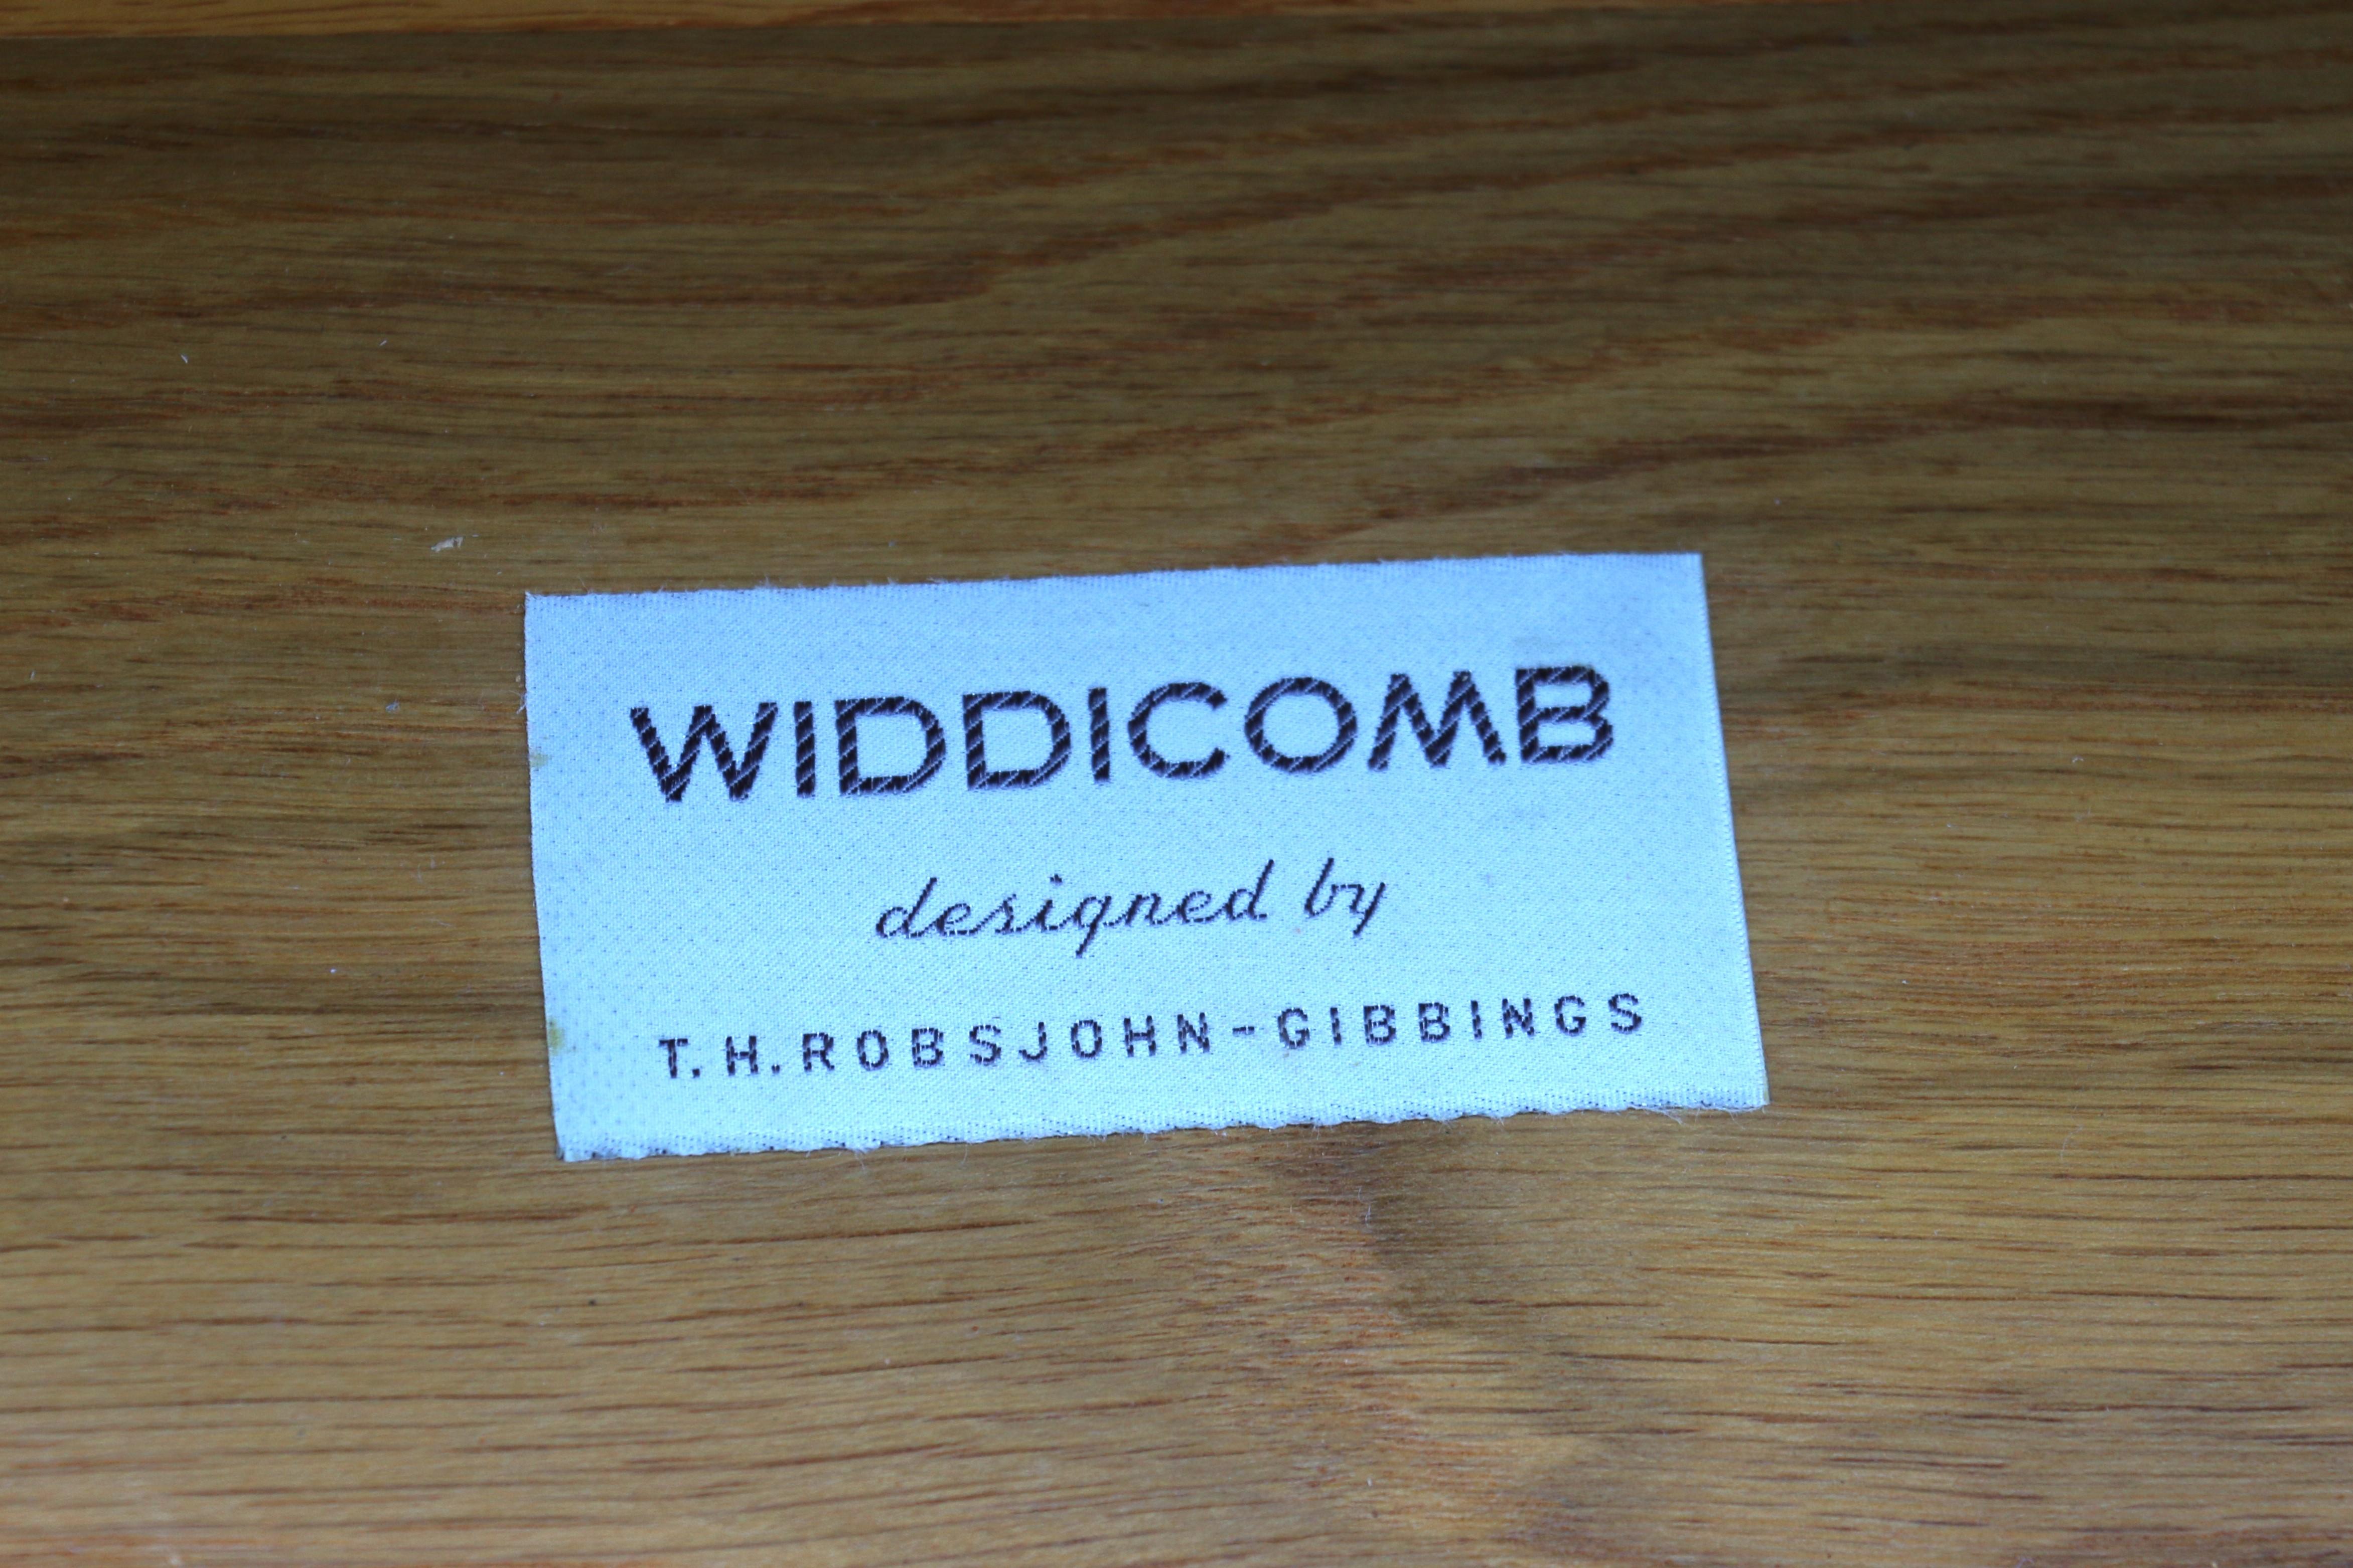 WIDDICOMB
designed by
T.H.ROBSJOHN-GIBBINGS